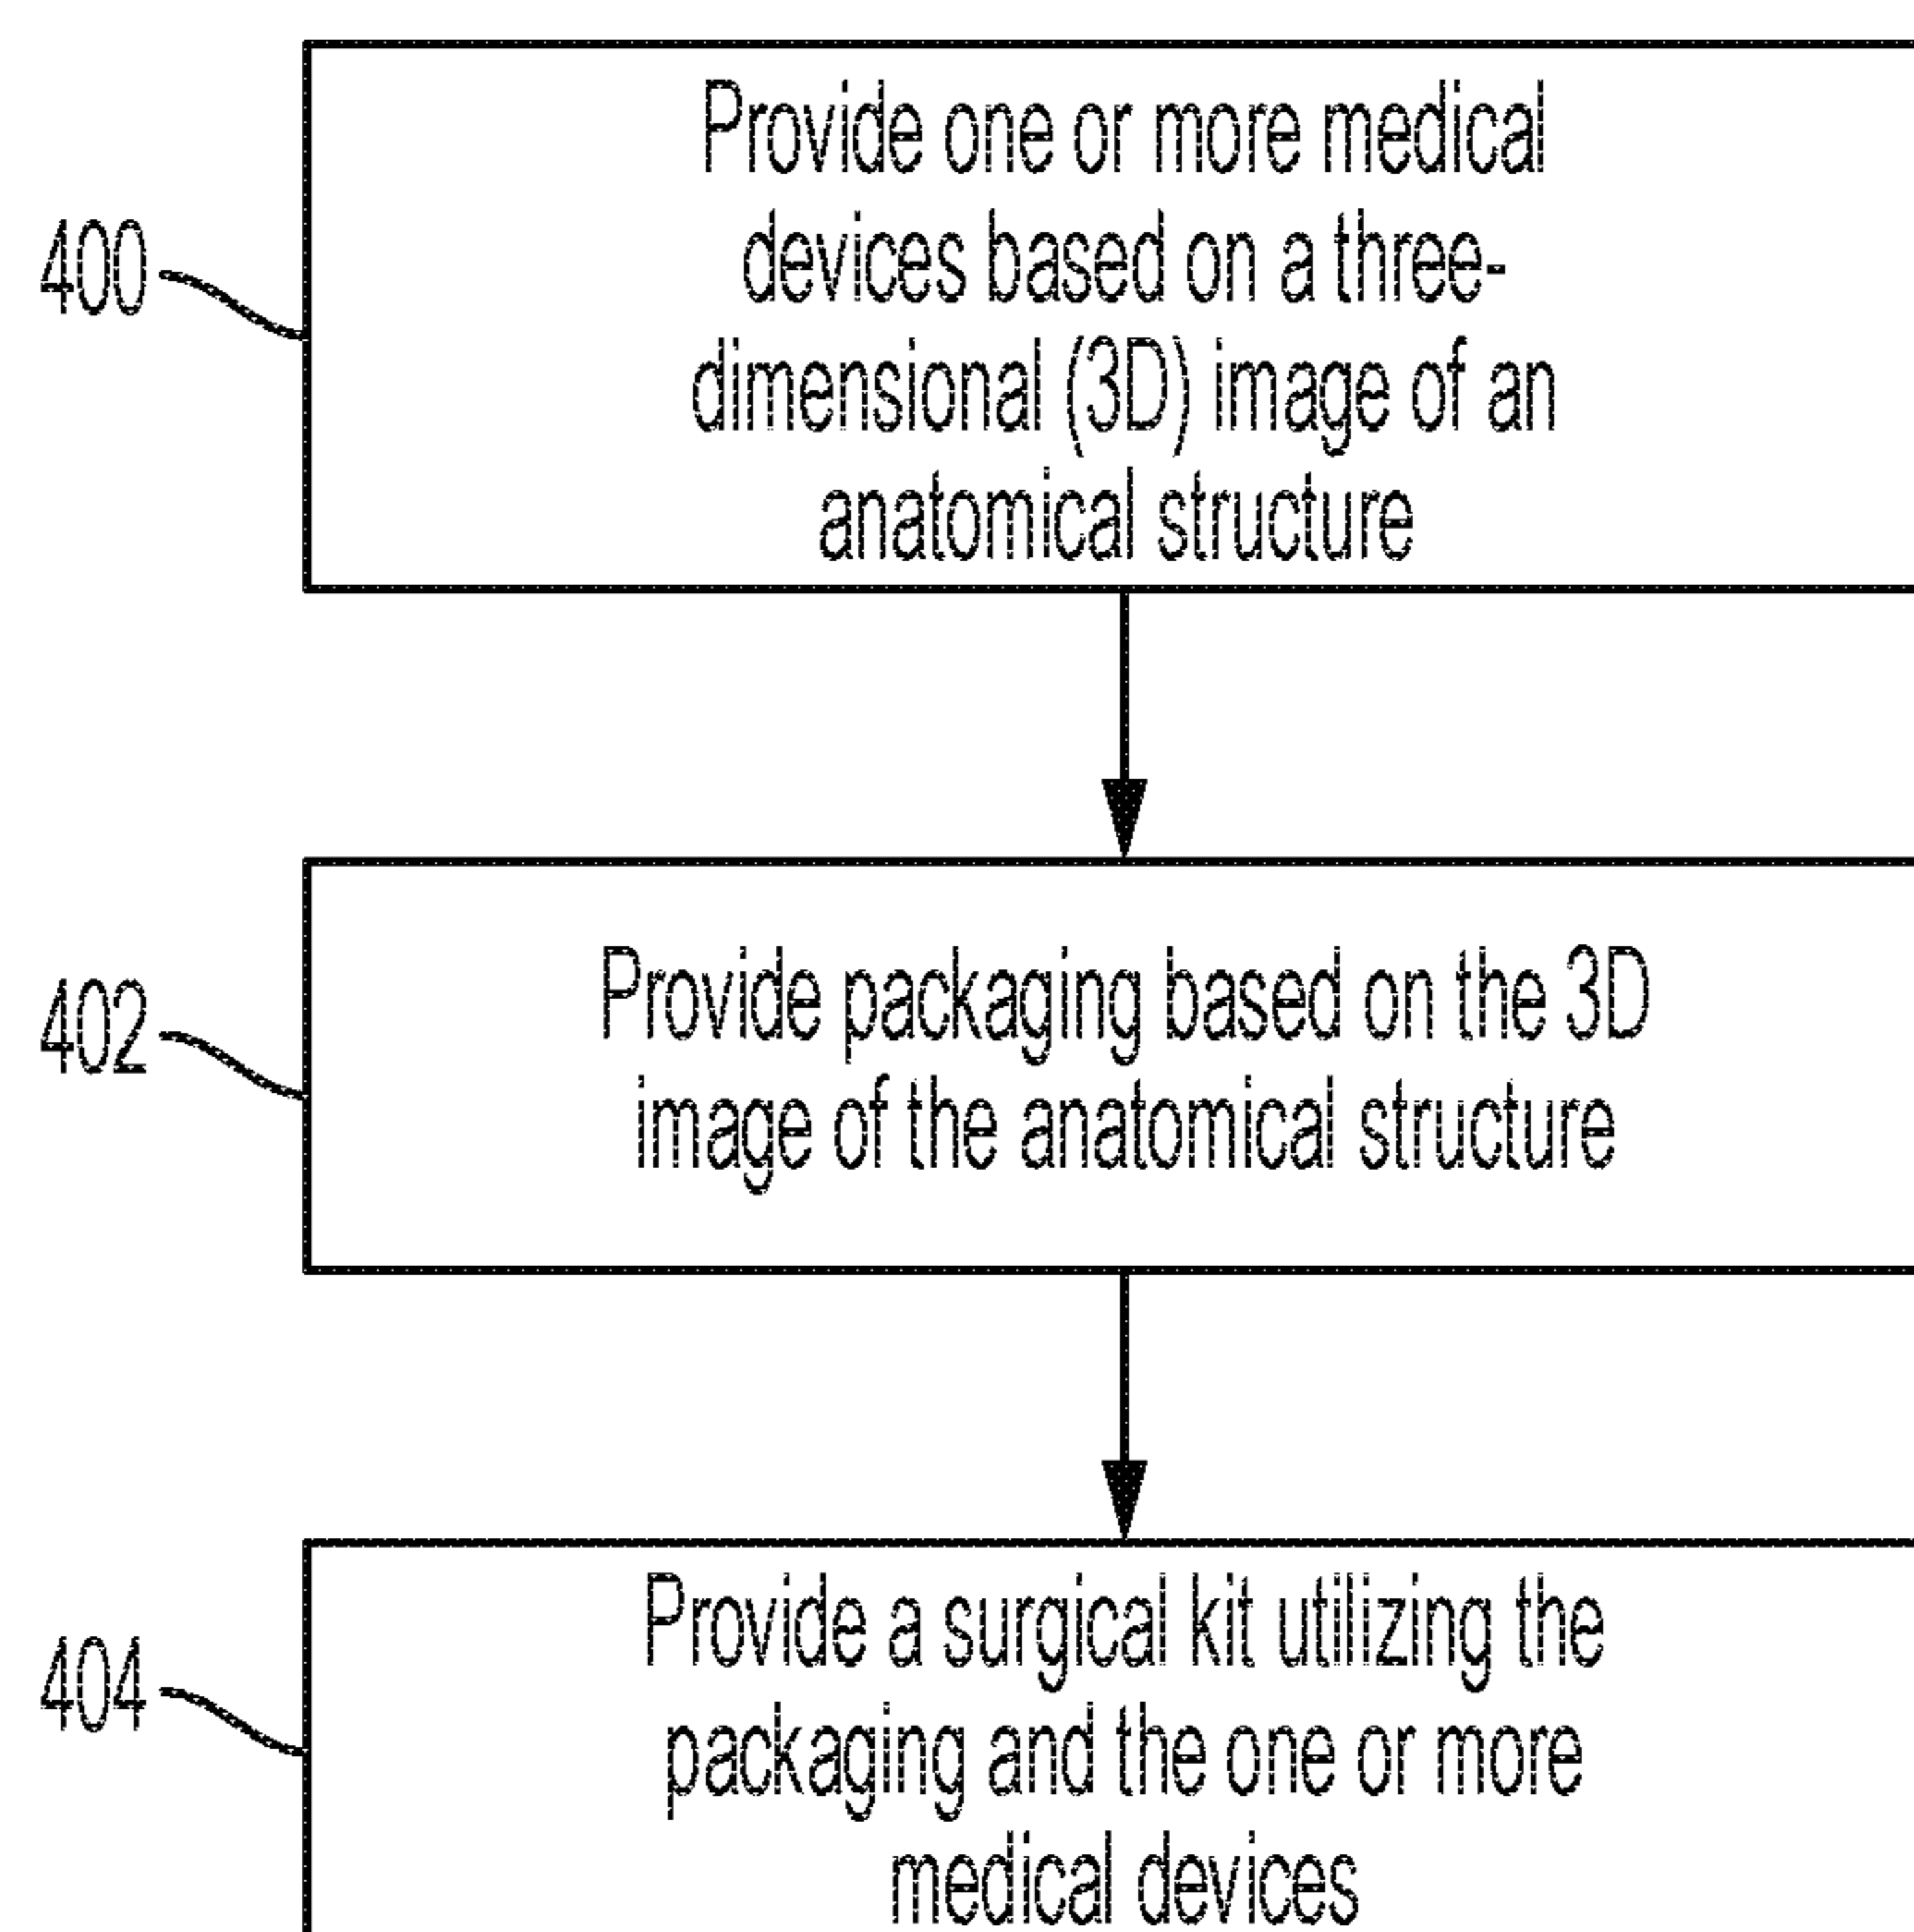 Provide one or more medical
devices based on a three-
400
dimensional (3D) image of an
anatomical structure
Provide packaging based on the 3D
402
image of the anatomical structure
Provide a surgical kit utilizing the
404
packaging and the one or more
medical devices